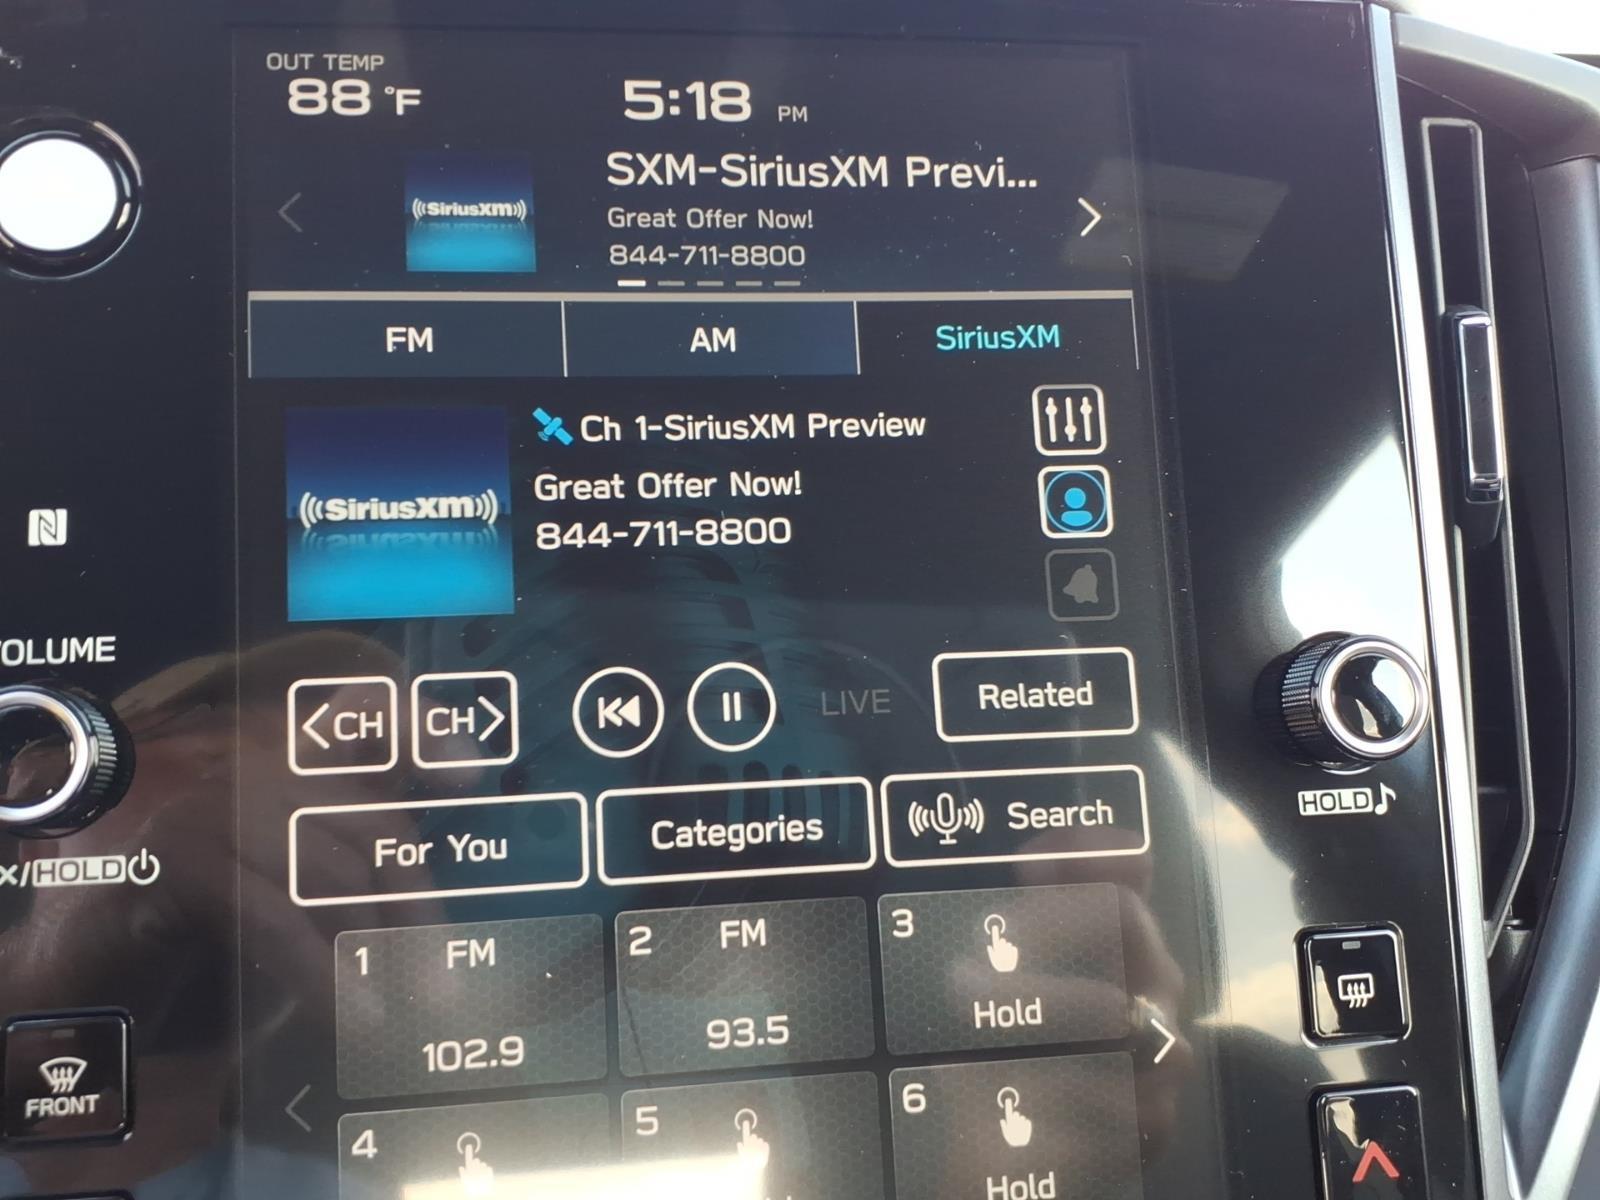 OUT TEMP
88 °F
5:18 PM
SXM-SiriusXM Previ...
Great Offer Now!
844-711-8800
((SiriusXM))
FM
AM
SiriusXM
Ch 1-SiriusXM Preview
Great Offer Now!
844-711-8800
((SiriusXM))
N
OLUME
<CH
CH>
LIVE
Related
HOLD
For You
Categories
Search
X/HOLD
1 FM
102.9
2 FM
93.5
3
Hold
FRONT
4
5
6
Hold